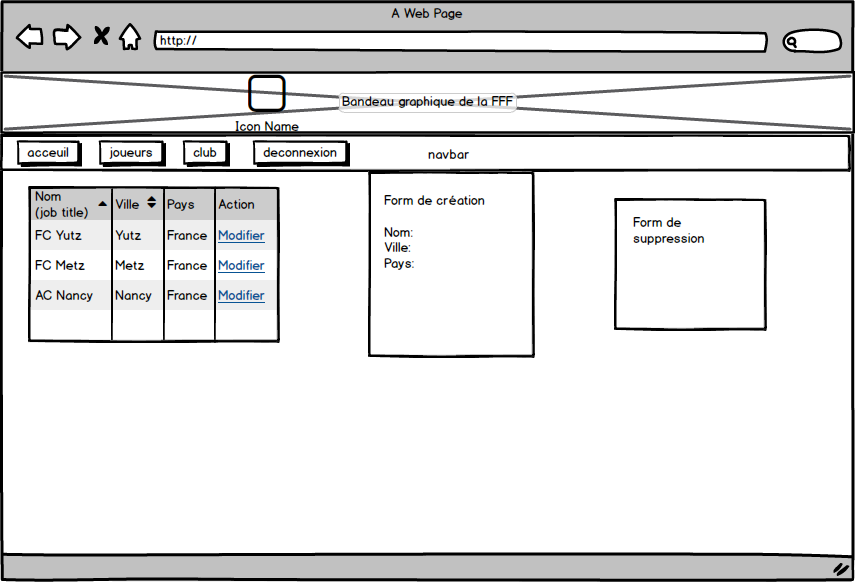 A Web Page
http://
Bandeau graphique de la FFF
Icon Name
acceuil joueurs club deconnexion navbar
Nom
(job title) Ville Pays Action
FC Yutz Yutz France Modifier
FC Metz Metz France Modifier
AC Nancy Nancy France Modifier
Form de création
Nom:
Ville:
Pays:
Form de
suppression